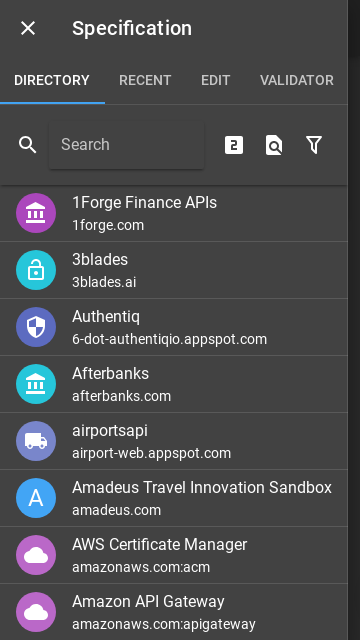 Specification
DIRECTORY RECENT EDIT VALIDATOR
Search
2
1Forge Finance APIs
1forge.com
3blades
3blades.ai
Authentiq
6-dot-authentiqio.appspot.com
Afterbanks
afterbanks.com
airportsapi
airport-web.appspot.com
A
Amadeus Travel Innovation Sandbox
amadeus.com
AWS Certificate Manager
amazonaws.com:acm
Amazon API Gateway
amazonaws.com:apigateway